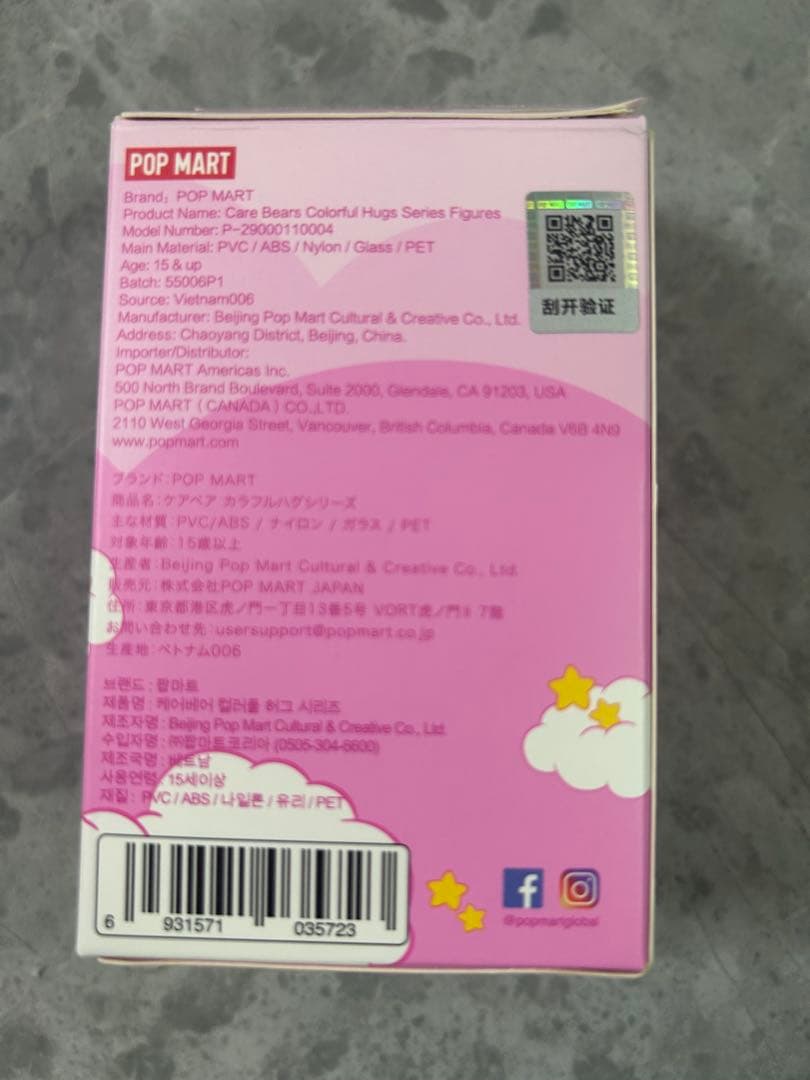 POP MART
Brand: POP MART
Product Name: Care Bears Colorful Hugs Series Figures
Model Number: P-29000110004
Main Material: PVC / ABS / Nylon / Glass / PET
Age: 15 & up
Batch: 55006P1
Source: Vietnam006
Manufacturer: Beijing Pop Mart Cultural & Creative Co., Ltd.
Address: Chaoyang District, Beijing, China.
Importer/Distributor:
POP MART Americas Inc.
500 North Brand Boulevard, Suite 2000, Glendale, CA 91203, USA
POP MART ( CANADA ) CO.,LTD.
2110 West Georgia Street, Vancouver, British Columbia, Canada V6B 4N9
www.popmart.com
刮开验证
ブランド:POP MART
商品名:ケアベア カラフルハグシリーズ
主な材質:PVC/ABS / ナイロン / ガラス / PET
対象年齢:15歳以上
生産者:Beijing Pop Mart Cultural & Creative Co., Ltd.
販売元:株式会社POP MART JAPAN
住所:東京都港区虎ノ門一丁目13番5号 VORT虎ノ門 7階
お問い合わせ先:usersupport@popmart.co.jp
生産地:ベトナム006
브랜드 : 팝마트
제품명 : 케어베어 컬러풀 허그 시리즈
제조자명 : Beijing Pop Mart Cultural & Creative Co., Ltd.
수입자명 : ㈜팝마트코리아 (0505-304-6600)
제조국명 : 베트남
사용연령 : 15세이상
재질 : PVC / ABS / 나일론 / 유리 / PET
6 931571 035723
@popmartglobal